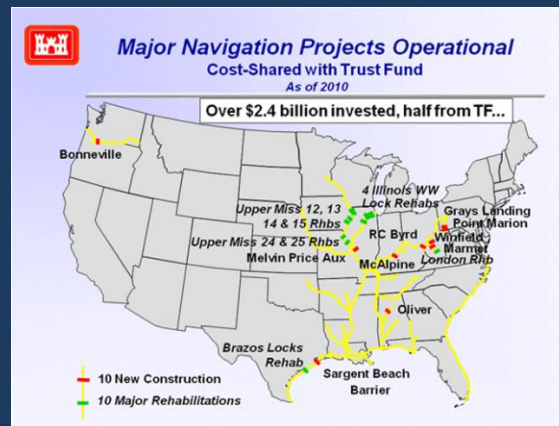 Major Navigation Projects Operational
Cost-Shared with Trust Fund
As of 2010
Over $2.4 billion invested, half from TF...
Bonneville
4 Illinois WW
Lock Rehabs
Upper Miss 12, 13
14 & 15 Rhbs
Grays Landing
Point Marion
RC Byrd
Winfield
Upper Miss 24 & 25 Rhbs
Marmet
Melvin Price Aux
London Rhb
McAlpine
Oliver
Brazos Locks
Rehab
Sargent Beach
Barrier
10 New Construction
10 Major Rehabilitations